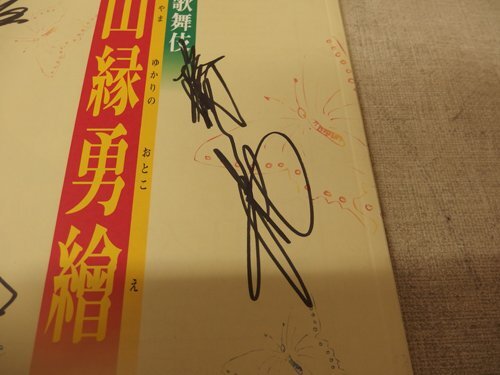 歌舞伎
山縁勇繪
やま ゆかりの おとこ え